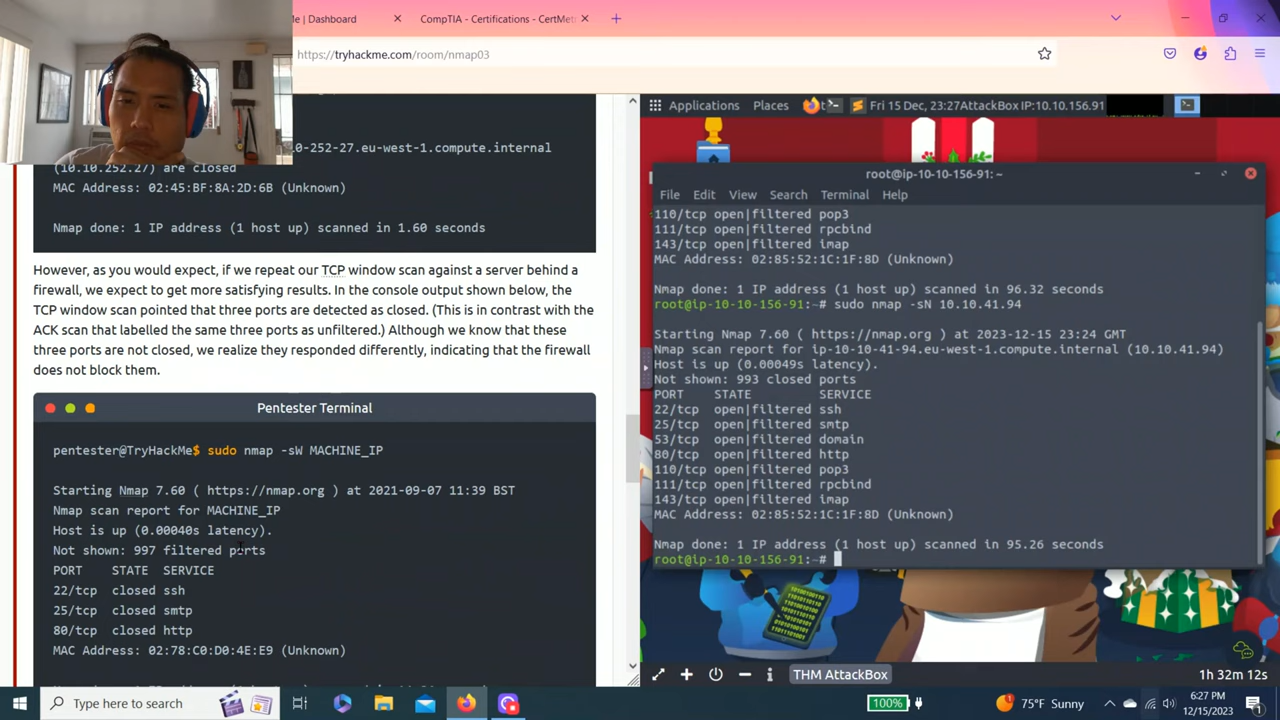 e | Dashboard
CompTIA - Certifications - CertMet
https://tryhackme.com/room/nmap03
0-252-27.eu-west-1.compute.internal
(10.10.252.27) are closed
MAC Address: 02:45:BF:8A:2D:6B (Unknown)
Nmap done: 1 IP address (1 host up) scanned in 1.60 seconds
However, as you would expect, if we repeat our TCP window scan against a server behind a
firewall, we expect to get more satisfying results. In the console output shown below, the
TCP window scan pointed that three ports are detected as closed. (This is in contrast with the
ACK scan that labelled the same three ports as unfiltered.) Although we know that these
three ports are not closed, we realize they responded differently, indicating that the firewall
does not block them.
Pentester Terminal
pentester@TryHackMe$ sudo nmap -sW MACHINE_IP
Starting Nmap 7.60 ( https://nmap.org ) at 2021-09-07 11:39 BST
Nmap scan report for MACHINE_IP
Host is up (0.00040s latency).
Not shown: 997 filtered ports
PORT STATE SERVICE
22/tcp closed ssh
25/tcp closed smtp
80/tcp closed http
MAC Address: 02:78:C0:D0:4E:E9 (Unknown)
Applications Places Fri 15 Dec, 23:27 AttackBox IP:10.10.156.91
root@ip-10-10-156-91: ~
File Edit View Search Terminal Help
110/tcp open|filtered pop3
111/tcp open|filtered rpcbind
143/tcp open|filtered imap
MAC Address: 02:85:52:1C:1F:8D (Unknown)
Nmap done: 1 IP address (1 host up) scanned in 96.32 seconds
root@ip-10-10-156-91:~# sudo nmap -sN 10.10.41.94
Starting Nmap 7.60 ( https://nmap.org ) at 2023-12-15 23:24 GMT
Nmap scan report for ip-10-10-41-94.eu-west-1.compute.internal (10.10.41.94)
Host is up (0.00049s latency).
Not shown: 993 closed ports
PORT STATE SERVICE
22/tcp open|filtered ssh
25/tcp open|filtered smtp
53/tcp open|filtered domain
80/tcp open|filtered http
110/tcp open|filtered pop3
111/tcp open|filtered rpcbind
143/tcp open|filtered imap
MAC Address: 02:85:52:1C:1F:8D (Unknown)
Nmap done: 1 IP address (1 host up) scanned in 95.26 seconds
root@ip-10-10-156-91:~#
THM AttackBox
1h 32m 12s
Type here to search
100%
75°F Sunny
6:27 PM
12/15/2023